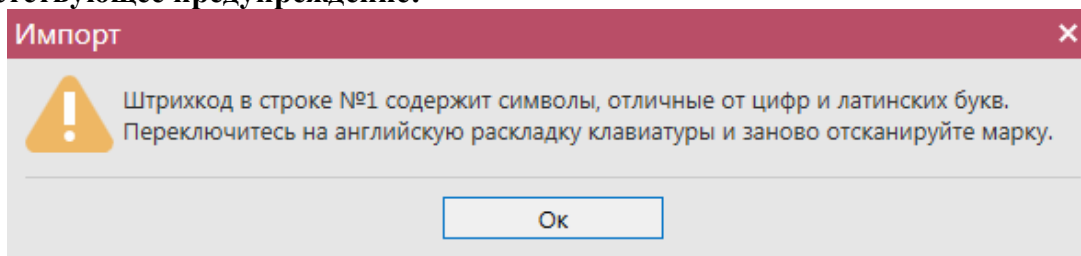 Импорт
Штрихкод в строке №1 содержит символы, отличные от цифр и латинских букв.
Переключитесь на английскую раскладку клавиатуры и заново отсканируйте марку.
Ок